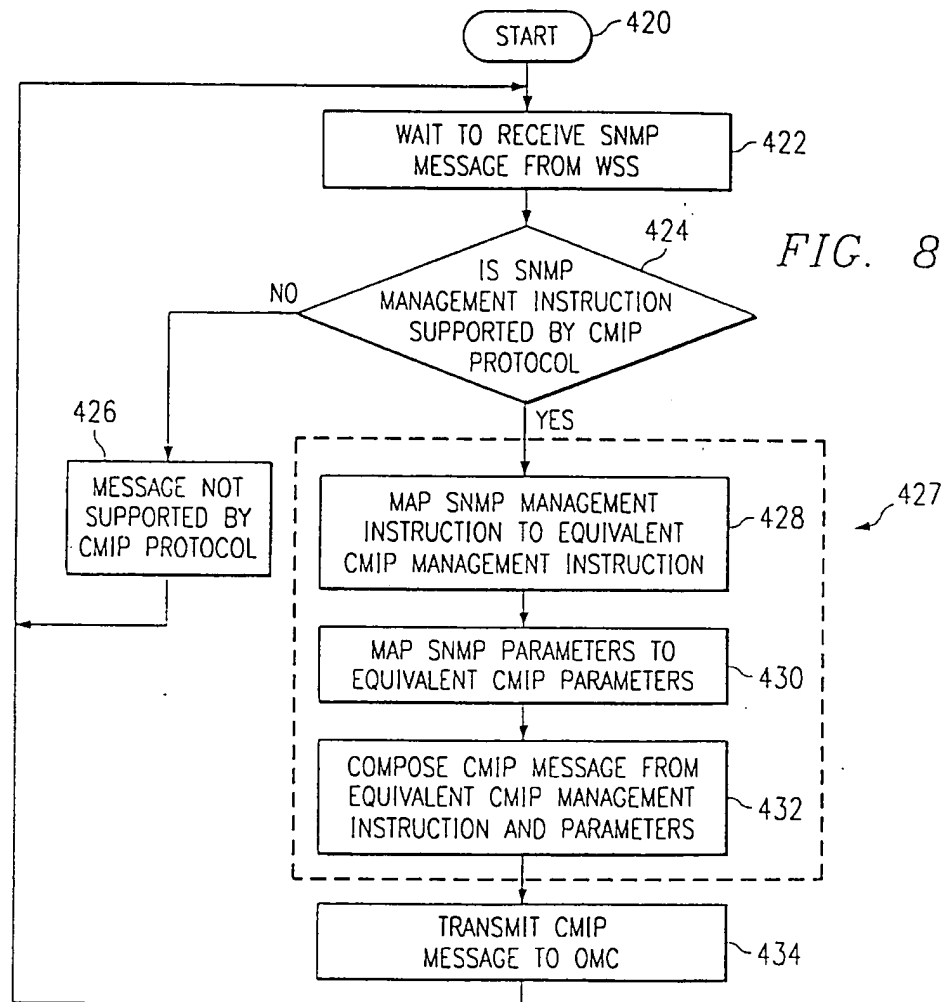 START
420
WAIT TO RECEIVE SNMP
MESSAGE FROM WSS
422
424
FIG. 8
IS SNMP
MANAGEMENT INSTRUCTION
SUPPORTED BY CMIP
PROTOCOL
NO
YES
426
MESSAGE NOT
SUPPORTED BY
CMIP PROTOCOL
427
MAP SNMP MANAGEMENT
INSTRUCTION TO EQUIVALENT
CMIP MANAGEMENT INSTRUCTION
428
MAP SNMP PARAMETERS TO
EQUIVALENT CMIP PARAMETERS
430
COMPOSE CMIP MESSAGE FROM
EQUIVALENT CMIP MANAGEMENT
INSTRUCTION AND PARAMETERS
432
TRANSMIT CMIP
MESSAGE TO OMC
434